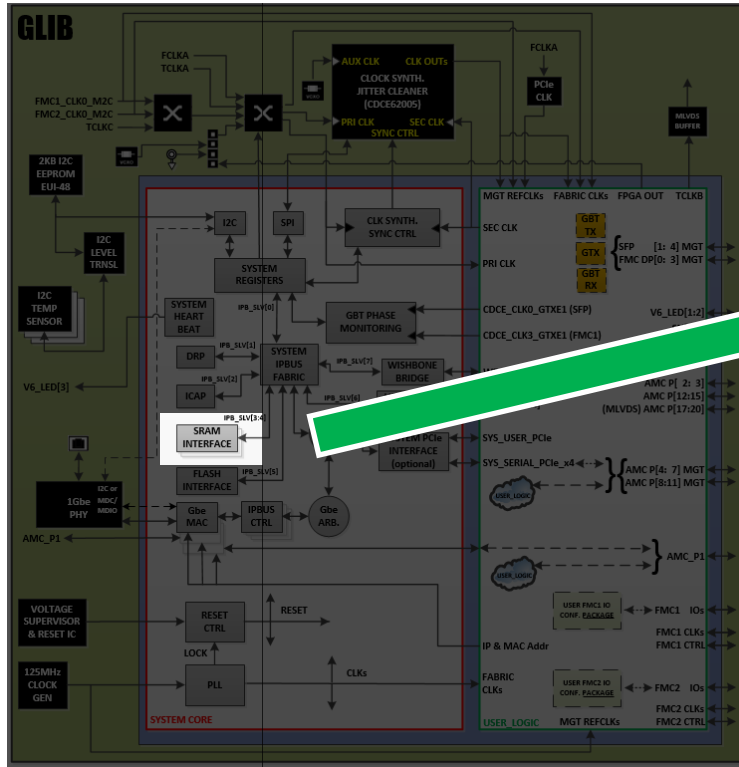 GLIB
FCLKA
TCLKA
FMC1_CLK0_M2C
FMC2_CLK0_M2C
TCLKC
AUX CLK
CLK OUTs
CLOCK SYNTH.
JITTER CLEANER
(CDCE62005)
PRI CLK
SEC CLK
SYNC CTRL
FCLKA
PCIe
CLK
MLVDS
BUFFER
2KB I2C
EEPROM
EUI-48
I2C
LEVEL
TRNSL
I2C
TEMP
SENSOR
V6_LED[3]
I2C
SPI
CLK SYNTH.
SYNC CTRL
SYSTEM
REGISTERS
SYSTEM
HEART
BEAT
IPB_SLV[0]
GBT PHASE
MONITORING
DRP
IPB_SLV[1]
SYSTEM
IPBUS
FABRIC
IPB_SLV[7]
WISHBONE
BRIDGE
ICAP
IPB_SLV[2]
IPB_SLV[3:4]
SRAM
INTERFACE
INTERFACE
(optional)
FLASH
INTERFACE
IPB_SLV[5]
I2C or
MDC/
MDIO
1Gbe
PHY
AMC_P1
Gbe
MAC
IPBUS
CTRL
Gbe
ARB.
VOLTAGE
SUPERVISOR
& RESET IC
RESET
CTRL
RESET
LOCK
125MHz
CLOCK
GEN
PLL
CLKs
SYSTEM CORE
MGT REFCLKs
FABRIC CLKs
FPGA OUT
TCLKB
SEC CLK
PRI CLK
GBT
TX
GTX
GBT
RX
SFP [1: 4] MGT
FMC DP[0: 3] MGT
CDCE_CLK0_GTXE1 (SFP)
V6_LED[1:2]
CDCE_CLK3_GTXE1 (FMC1)
AMC P[ 2: 3]
AMC P[12:15]
(MLVDS) AMC P[17:20]
SYS_USER_PCIe
SYS_SERIAL_PCIe_x4
AMC P[4: 7] MGT
AMC P[8:11] MGT
USER_LOGIC
AMC_P1
USER_LOGIC
USER FMC1 IO
CONF. PACKAGE
FMC1 IOs
FMC1 CLKs
FMC1 CTRL
IP & MAC Addr
FABRIC
CLKs
USER FMC2 IO
CONF. PACKAGE
FMC2 IOs
FMC2 CLKs
FMC2 CTRL
USER_LOGIC
MGT REFCLKs